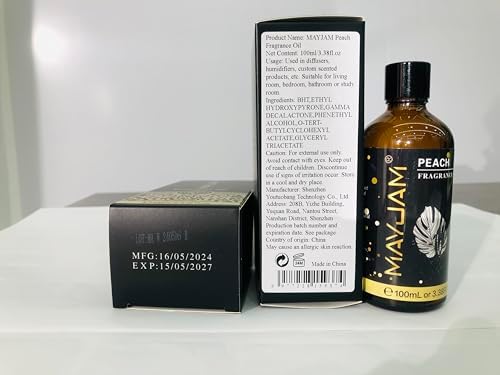 MFG:16/05/2024
EXP:15/05/2027
Product Name: MAYJAM Peach
Fragrance Oil
Net Content: 100ml/3.38fl.oz
Usage: Used in diffusers,
humidifiers, custom scented
products, etc. Suitable for living
room, bedroom, bathroom or study
room.
Ingredients: BHT,ETHYL
HYDROXYPYRONE,GAMMA
DECALACTONE,PHENETHYL
ALCOHOL,O-TERT-
BUTYLCYCLOHEXYL
ACETATE,GLYCERYL
TRIACETATE
Caution: For external use only.
Avoid contact with eyes. Keep out
of reach of children. Discontinue
use if signs of irritation occur. Store
in a cool and dry place.
Manufacturer: Shenzhen
Youtuobang Technology Co., Ltd.
Address: 208B, Yizhe Building,
Yuquan Road, Nantou Street,
Nanshan District, Shenzhen
Production batch number and
expiration date: See package
Country of origin: China
May cause an allergic skin reaction.
24M
Made in China
PEACH
FRAGRANCE
MAYJAM®
℮ 100mL or 3.38